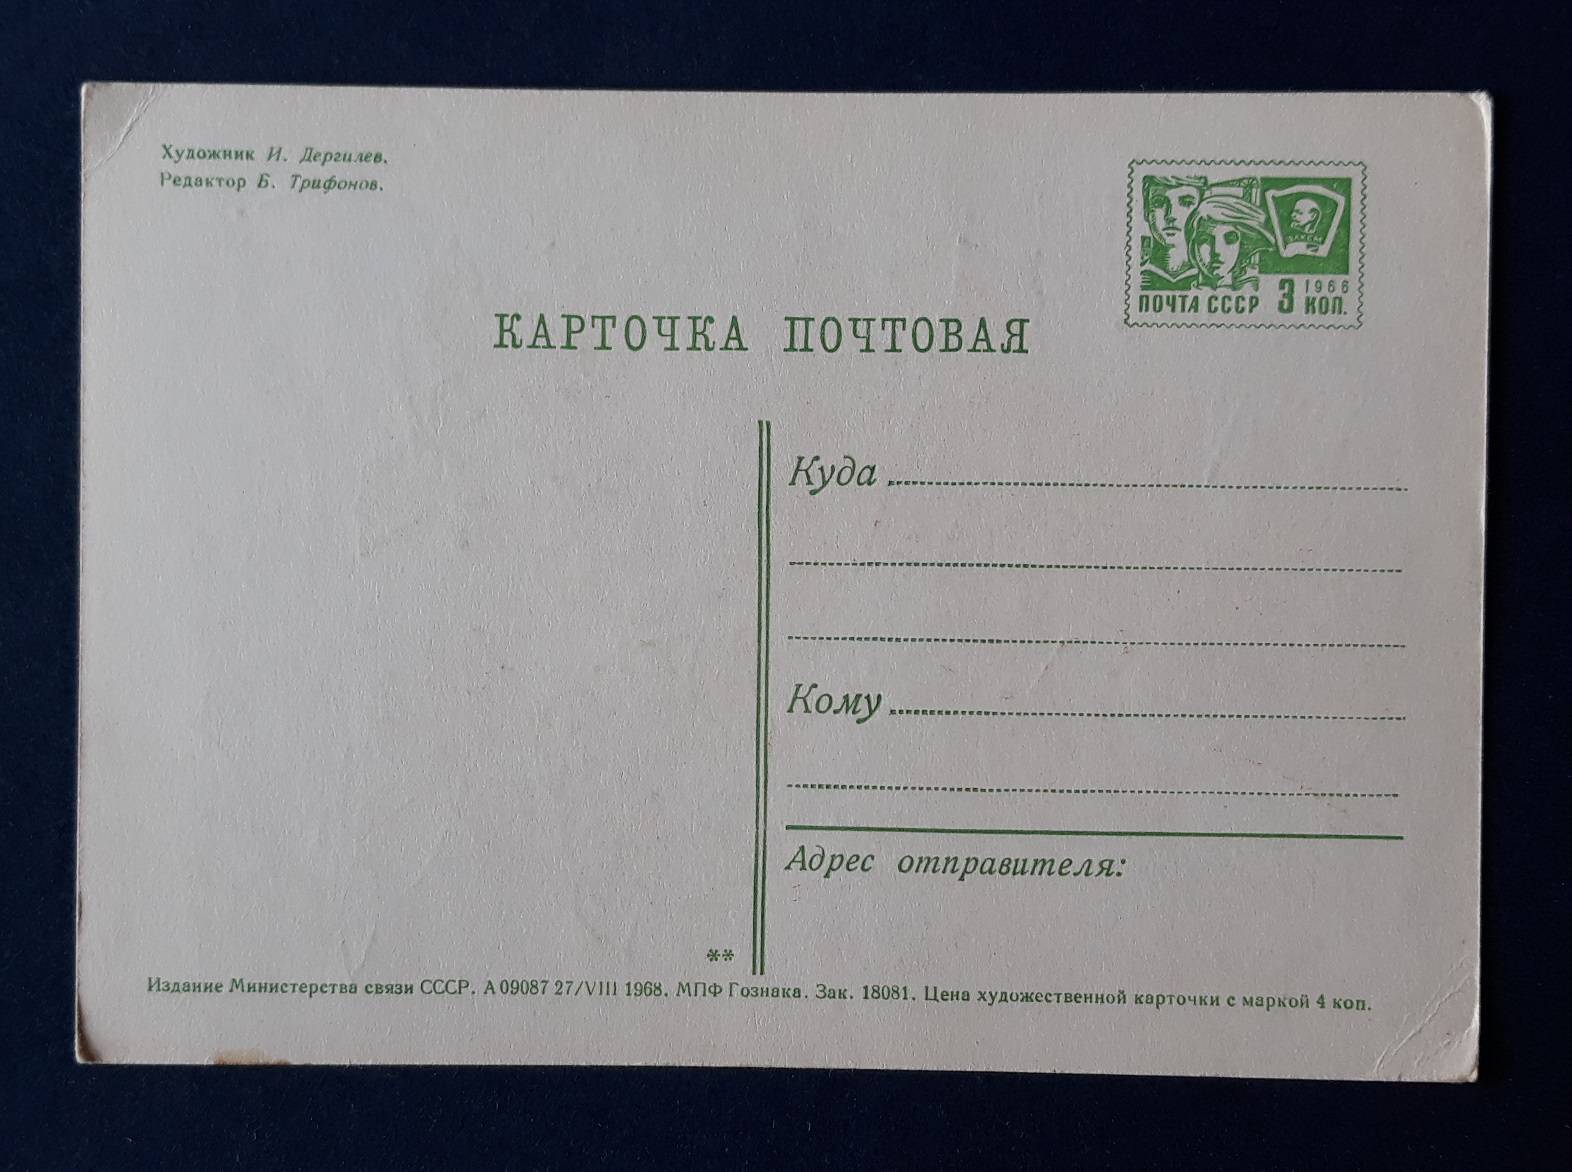 Художник И. Дергилев.
Редактор Б. Трифонов.
ВЛКСМ
ПОЧТА СССР 3 1966 КОП.
КАРТОЧКА ПОЧТОВАЯ
Куда
Кому
Адрес отправителя:
**
Издание Министерства связи СССР. А 09087 27/VIII 1968. МПФ Гознака. Зак. 18081. Цена художественной карточки с маркой 4 коп.